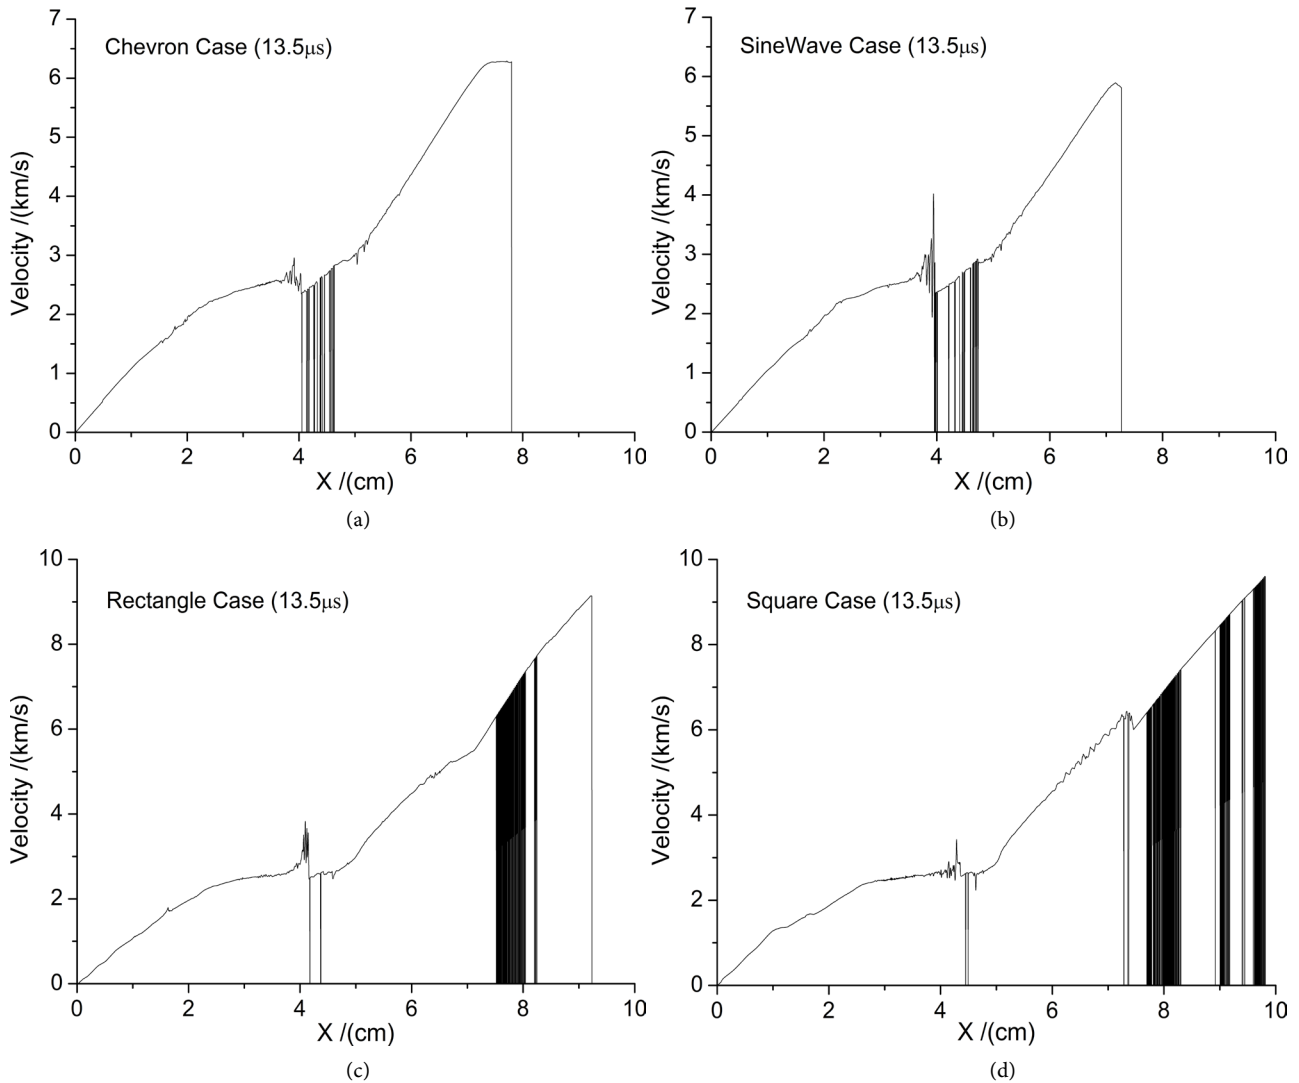 7
6
5
4
3
2
1
0
Velocity /(km/s)
Chevron Case (13.5μs)
0 2 4 6 8 10
X /(cm)
(a)
7
6
5
4
3
2
1
0
Velocity /(km/s)
SineWave Case (13.5μs)
0 2 4 6 8 10
X /(cm)
(b)
10
8
6
4
2
0
Velocity /(km/s)
Rectangle Case (13.5μs)
0 2 4 6 8 10
X /(cm)
(c)
10
8
6
4
2
0
Velocity /(km/s)
Square Case (13.5μs)
0 2 4 6 8 10
X /(cm)
(d)